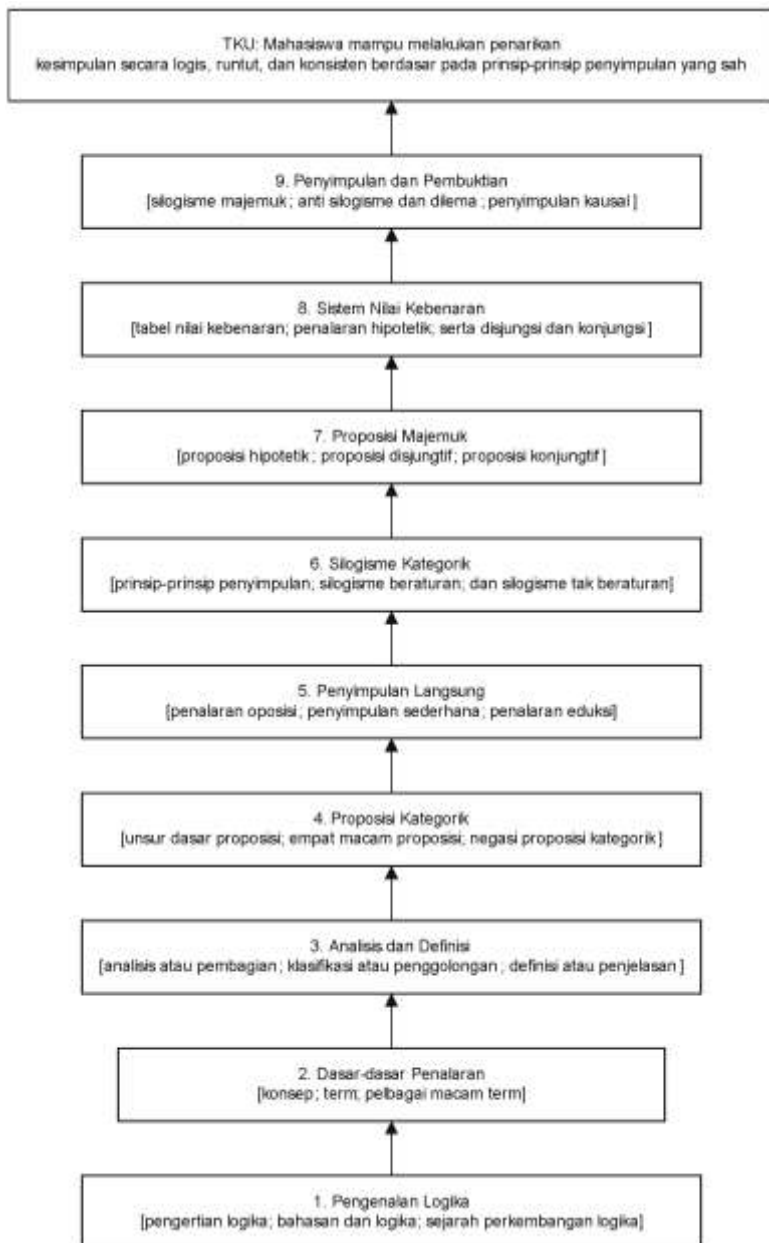 TKU: Mahasiswa mampu melakukan penarikan
kesimpulan secara logis, runtut, dan konsisten berdasar pada prinsip-prinsip penyimpulan yang sah
9. Penyimpulan dan Pembuktian
[silogisme majemuk; anti silogisme dan dilema; penyimpulan kausal]
8. Sistem Nilai Kebenaran
[tabel nilai kebenaran; penalaran hipotetik; serta disjungsi dan konjungsi]
7. Proposisi Majemuk
[proposisi hipotetik; proposisi disjungtif; proposisi konjungtif]
6. Silogisme Kategorik
[prinsip-prinsip penyimpulan; silogisme beraturan; dan silogisme tak beraturan]
5. Penyimpulan Langsung
[penalaran oposisi; penyimpulan sederhana; penalaran eduksi]
4. Proposisi Kategorik
[unsur dasar proposisi; empat macam proposisi; negasi proposisi kategorik]
3. Analisis dan Definisi
[analisis atau pembagian; klasifikasi atau penggolongan; definisi atau penjelasan]
2. Dasar-dasar Penalaran
[konsep; term; pelbagai macam term]
1. Pengenalan Logika
[pengertian logika; bahasan dan logika; sejarah perkembangan logika]